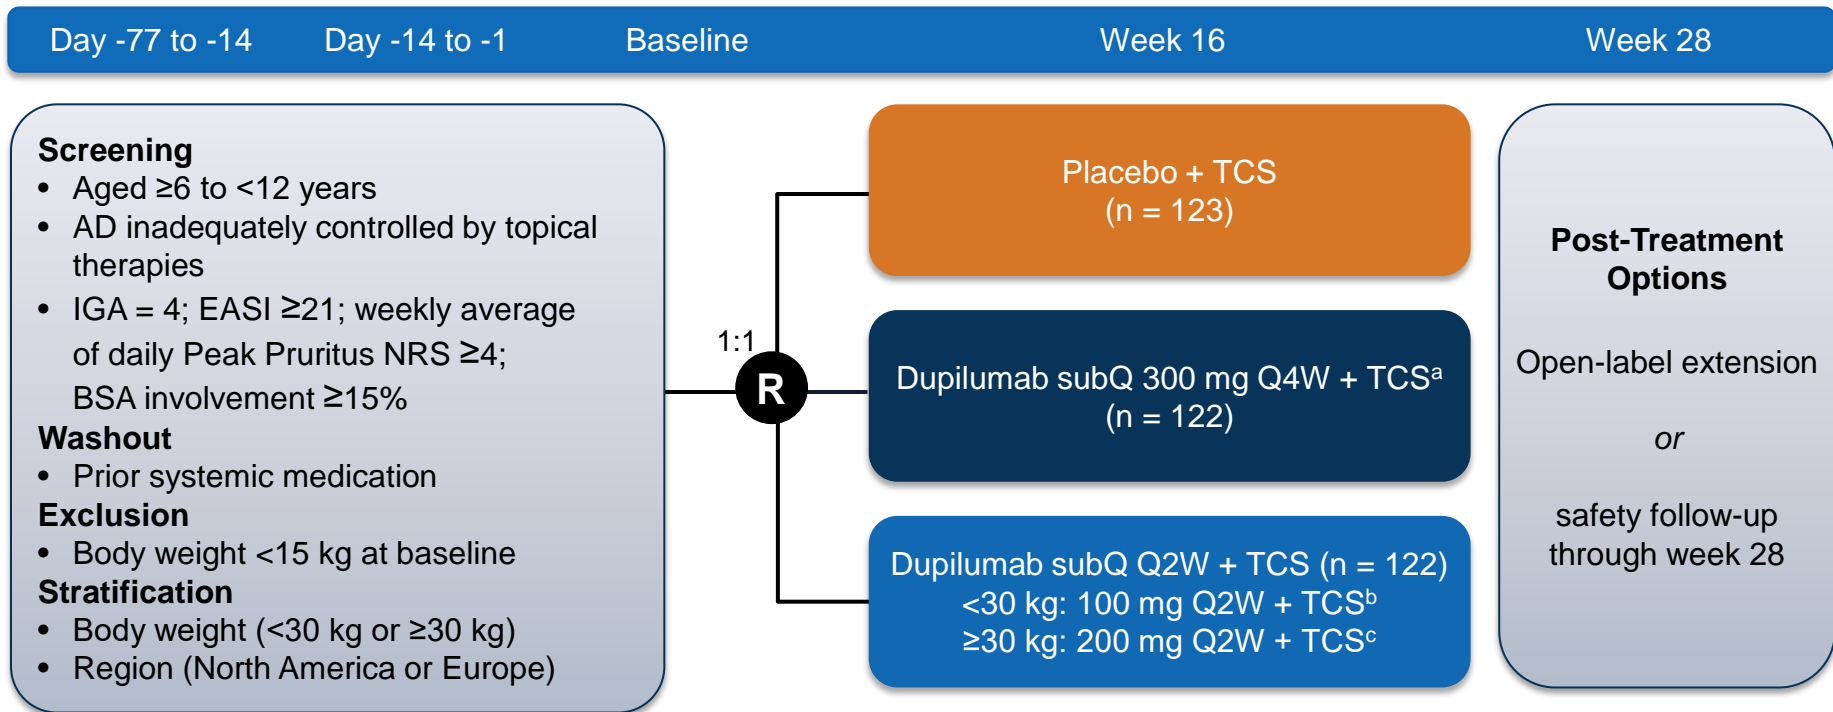 Day -77 to -14 Day -14 to -1 Baseline Week 16 Week 28
Screening
• Aged ≥6 to <12 years
• AD inadequately controlled by topical
therapies
• IGA = 4; EASI ≥21; weekly average
of daily Peak Pruritus NRS ≥4;
BSA involvement ≥15%
Washout
• Prior systemic medication
Exclusion
• Body weight <15 kg at baseline
Stratification
• Body weight (<30 kg or ≥30 kg)
• Region (North America or Europe)
1:1
R
Placebo + TCS
(n = 123)
Dupilumab subQ 300 mg Q4W + TCSᵃ
(n = 122)
Dupilumab subQ Q2W + TCS (n = 122)
<30 kg: 100 mg Q2W + TCSᵇ
≥30 kg: 200 mg Q2W + TCSᶜ
Post-Treatment
Options
Open-label extension
or
safety follow-up
through week 28